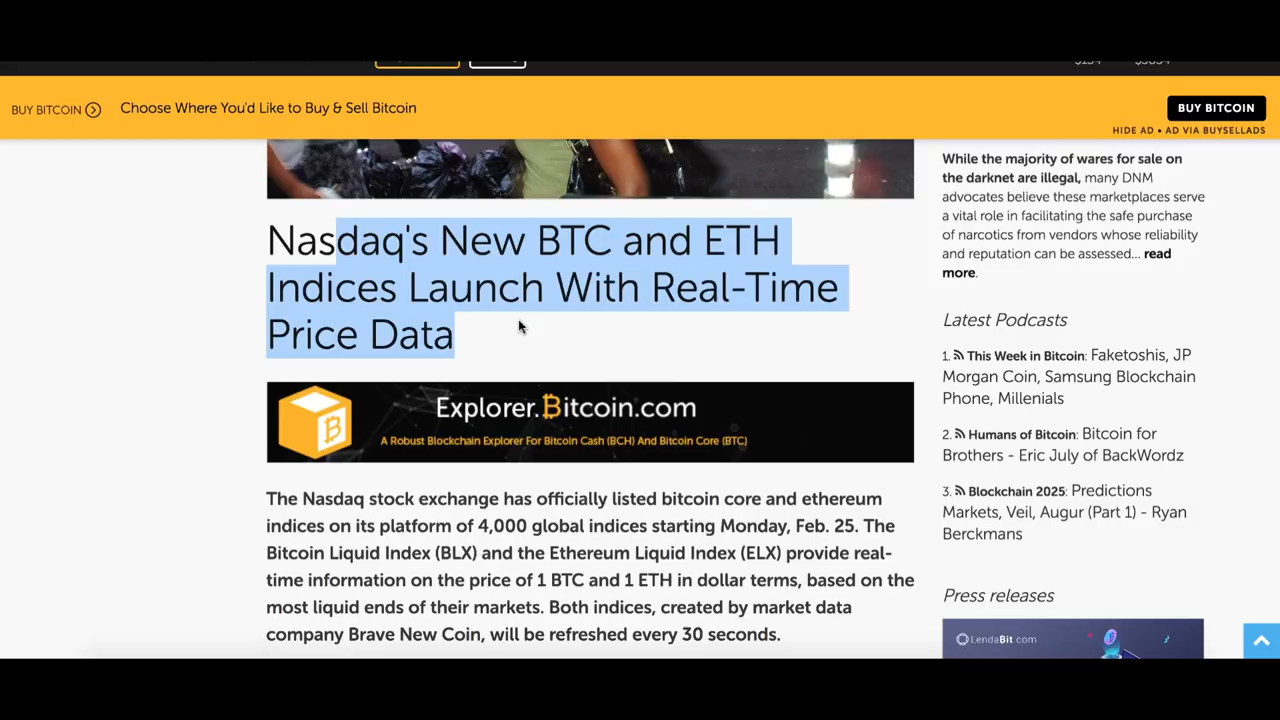 BUY BITCOIN
Choose Where You'd Like to Buy & Sell Bitcoin
BUY BITCOIN
HIDE AD • AD VIA BUYSELLADS
Nasdaq's New BTC and ETH
Indices Launch With Real-Time
Price Data
Explorer.Bitcoin.com
A Robust Blockchain Explorer For Bitcoin Cash (BCH) And Bitcoin Core (BTC)
The Nasdaq stock exchange has officially listed bitcoin core and ethereum
indices on its platform of 4,000 global indices starting Monday, Feb. 25. The
Bitcoin Liquid Index (BLX) and the Ethereum Liquid Index (ELX) provide real-
time information on the price of 1 BTC and 1 ETH in dollar terms, based on the
most liquid ends of their markets. Both indices, created by market data
company Brave New Coin, will be refreshed every 30 seconds.
While the majority of wares for sale on
the darknet are illegal, many DNM
advocates believe these marketplaces serve
a vital role in facilitating the safe purchase
of narcotics from vendors whose reliability
and reputation can be assessed... read
more.
Latest Podcasts
1. This Week in Bitcoin: Faketoshis, JP
Morgan Coin, Samsung Blockchain
Phone, Millenials
2. Humans of Bitcoin: Bitcoin for
Brothers - Eric July of BackWordz
3. Blockchain 2025: Predictions
Markets, Veil, Augur (Part 1) - Ryan
Berckmans
Press releases
LendaBit.com